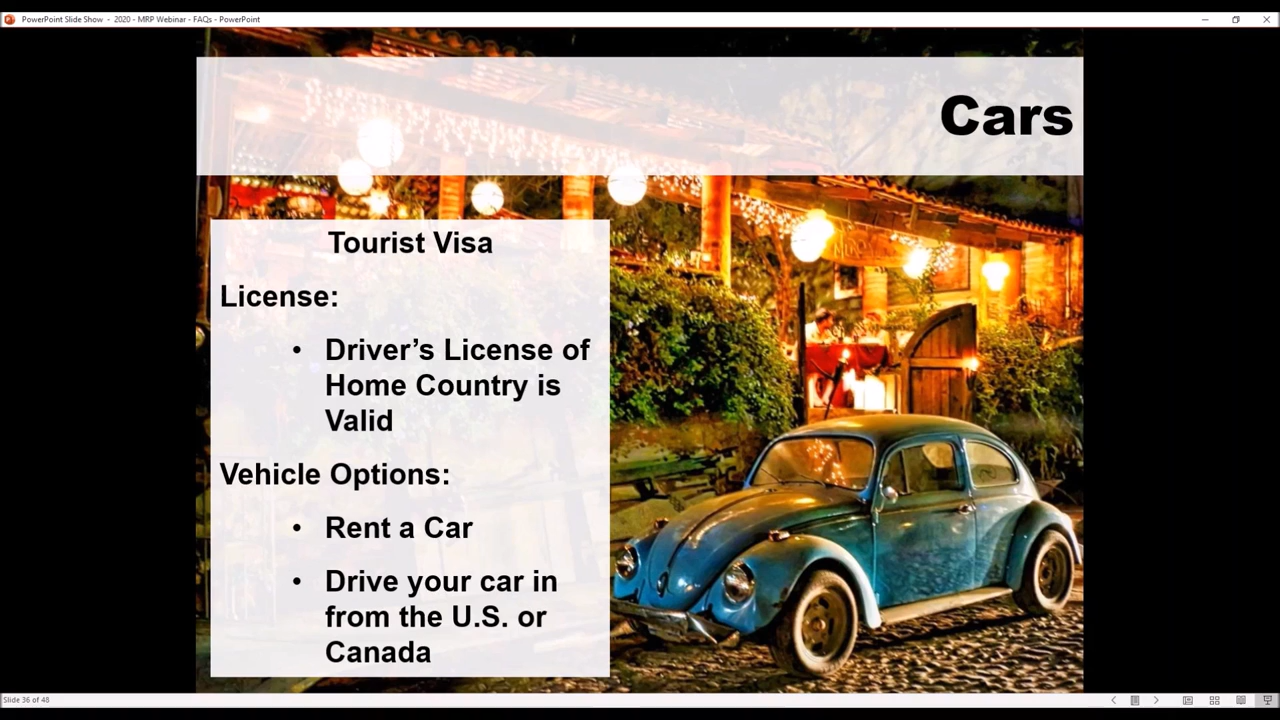 PowerPoint Slide Show - 2020 - MRP Webinar - FAQs - PowerPoint
Cars
Tourist Visa
License:
• Driver’s License of
Home Country is
Valid
Vehicle Options:
• Rent a Car
• Drive your car in
from the U.S. or
Canada
Slide 36 of 48